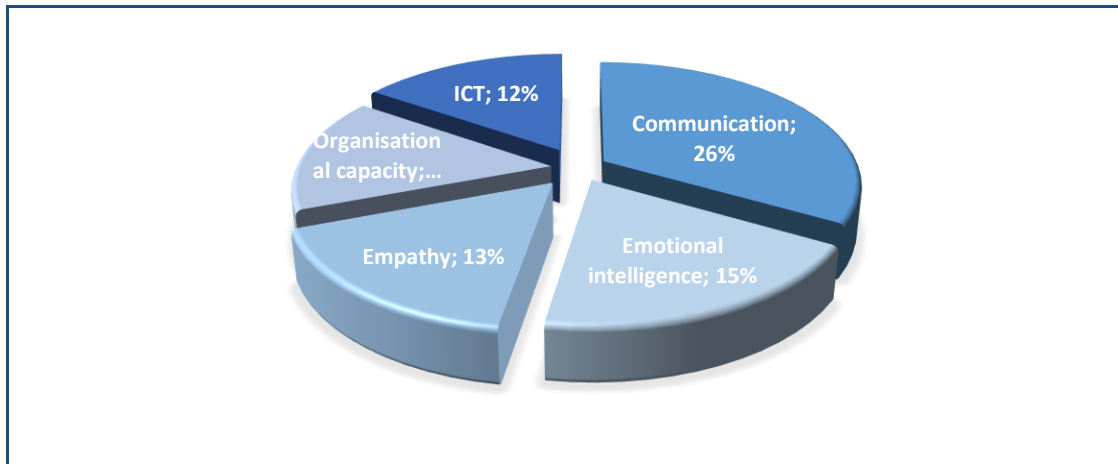 ICT; 12%
Communication;
26%
Organisation
al capacity;...
Emotional
intelligence; 15%
Empathy; 13%